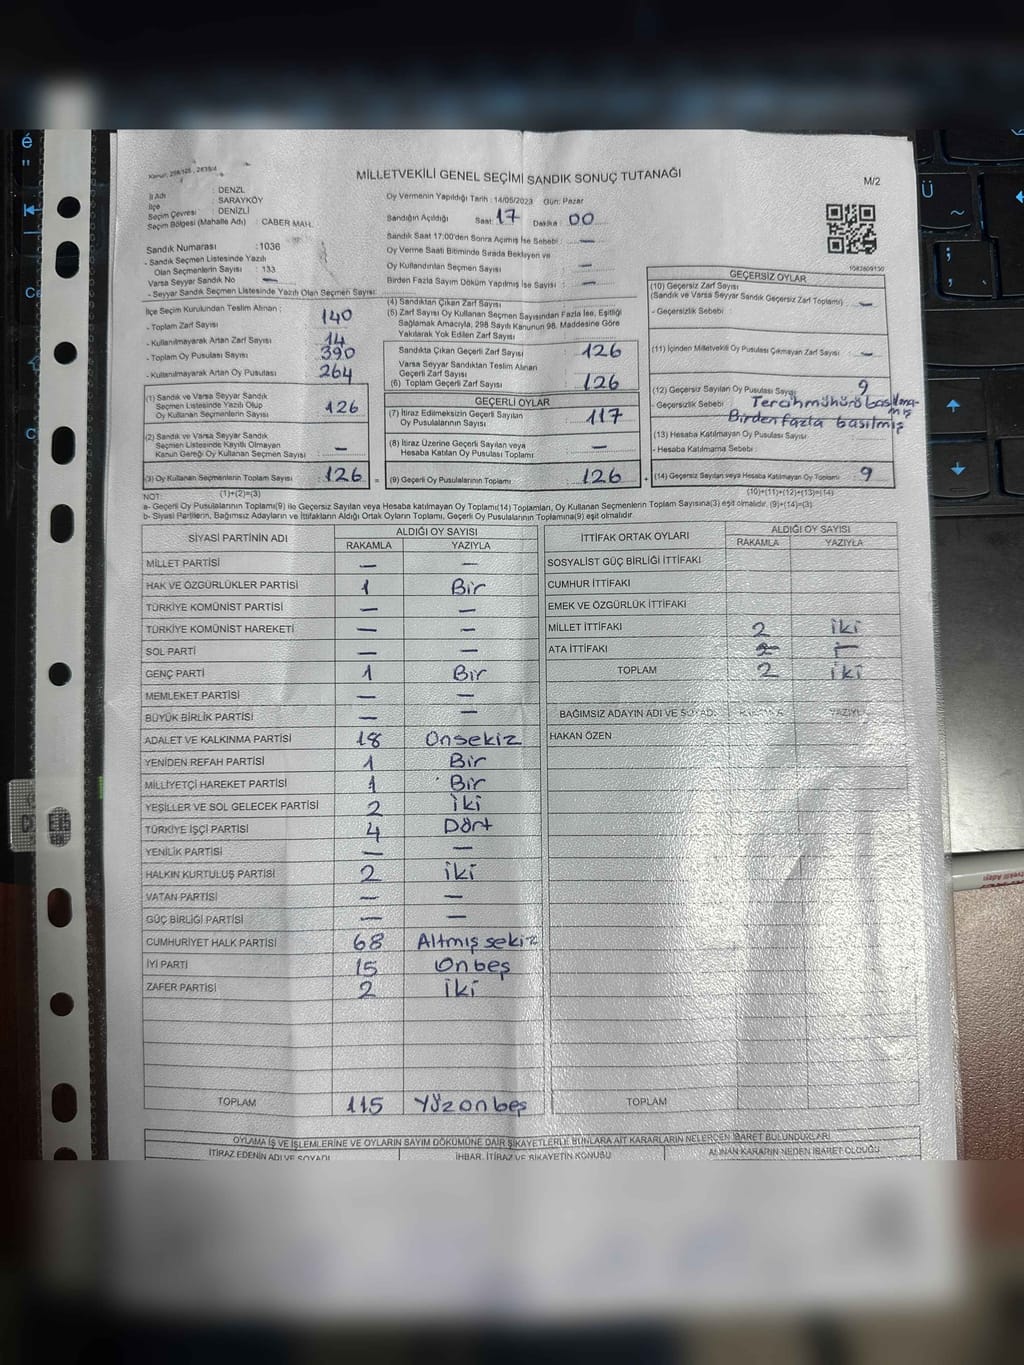 MİLLETVEKİLİ GENEL SEÇİMİ SANDIK SONUÇ TUTANAĞI
M/2
İl Adı : DENZL
İlçe : SARAYKÖY
Seçim Çevresi : DENİZLİ
Seçim Bölgesi (Mahalle Adı) : CABER MAH.
Oy Vermenin Yapıldığı Tarih : 14/05/2023 Gün: Pazar
Sandığın Açıldığı Saat: 17 Dakika : 00
Sandık Saat 17:00'den Sonra Açılmış İse Sebebi : —
Oy Verme Saati Bitiminde Sırada Bekleyen ve
Oy Kullandırılan Seçmen Sayısı —
Birden Fazla Sayım Döküm Yapılmış İse Sayısı : —
Sandık Numarası : 1036
- Sandık Seçmen Listesinde Yazılı
Olan Seçmenlerin Sayısı : 133
Varsa Seyyar Sandık No : —
- Seyyar Sandık Seçmen Listesinde Yazılı Olan Seçmen Sayısı:
İlçe Seçim Kurulundan Teslim Alınan :
- Toplam Zarf Sayısı 140
- Kullanılmayarak Artan Zarf Sayısı 14
- Toplam Oy Pusulası Sayısı 390
- Kullanılmayarak Artan Oy Pusulası 264
(1) Sandık ve Varsa Seyyar Sandık
Seçmen Listesinde Yazılı Olup
Oy Kullanan Seçmenlerin Sayısı : 126
(2) Sandık ve Varsa Seyyar Sandık
Seçmen Listesinde Kayıtlı Olmayan
Kanun Gereği Oy Kullanan Seçmen Sayısı : —
(3) Oy Kullanan Seçmenlerin Toplam Sayısı : 126 =
(1)+(2)=(3)
(4) Sandıktan Çıkan Zarf Sayısı
(5) Zarf Sayısı Oy Kullanan Seçmen Sayısından Fazla İse, Eşitliği
Sağlamak Amacıyla, 298 Sayılı Kanunun 98. Maddesine Göre
Yakılarak Yok Edilen Zarf Sayısı
Sandıkta Çıkan Geçerli Zarf Sayısı : 126
Varsa Seyyar Sandıktan Teslim Alınan
Geçerli Zarf Sayısı
(6) Toplam Geçerli Zarf Sayısı : 126
GEÇERLİ OYLAR
(7) İtiraz Edilmeksizin Geçerli Sayılan
Oy Pusulasının Sayısı : 117
(8) İtiraz Üzerine Geçerli Sayılan veya
Hesaba Katılan Oy Pusulası Toplamı : —
(9) Geçerli Oy Pusulalarının Toplamı : 126 +
1083609130
GEÇERSİZ OYLAR
(10) Geçersiz Zarf Sayısı
(Sandık ve Varsa Seyyar Sandık Geçersiz Zarf Toplamı) : —
- Geçersizlik Sebebi :
(11) İçinden Milletvekili Oy Pusulası Çıkmayan Zarf Sayısı : —
(12) Geçersiz Sayılan Oy Pusulası Sayısı 9
- Geçersizlik Sebebi : Tercih mührü basılma-
mış
Birden fazla basılmış
(13) Hesaba Katılmayan Oy Pusulası Sayısı :
- Hesaba Katılmama Sebebi :
(14) Geçersiz Sayılan veya Hesaba Katılmayan Oy Toplamı : 9
(10)+(11)+(12)+(13)=(14)
NOT:
a- Geçerli Oy Pusulalarının Toplamı(9) ile Geçersiz Sayılan veya Hesaba katılmayan Oy Toplamı(14) Toplamları, Oy Kullanan Seçmenlerin Toplam Sayısına(3) eşit olmalıdır. (9)+(14)=(3)
b- Siyasi Partilerin, Bağımsız Adayların ve İttifakların Aldığı Ortak Oyların Toplamı, Geçerli Oy Pusulalarının Toplamına(9) eşit olmalıdır.
SİYASİ PARTİNİN ADI ALDIĞI OY SAYISI
RAKAMLA YAZIYLA
MİLLET PARTİSİ — —
HAK VE ÖZGÜRLÜKLER PARTİSİ 1 Bir
TÜRKİYE KOMÜNİST PARTİSİ — —
TÜRKİYE KOMÜNİST HAREKETİ — —
SOL PARTİ — —
GENÇ PARTİ 1 Bir
MEMLEKET PARTİSİ — —
BÜYÜK BİRLİK PARTİSİ — —
ADALET VE KALKINMA PARTİSİ 18 Onsekiz
YENİDEN REFAH PARTİSİ 1 Bir
MİLLİYETÇİ HAREKET PARTİSİ 1 Bir
YEŞİLLER VE SOL GELECEK PARTİSİ 2 İki
TÜRKİYE İŞÇİ PARTİSİ 4 Dört
YENİLİK PARTİSİ — —
HALKIN KURTULUŞ PARTİSİ 2 İki
VATAN PARTİSİ — —
GÜÇ BİRLİĞİ PARTİSİ — —
CUMHURİYET HALK PARTİSİ 68 Altmış sekiz
İYİ PARTİ 15 Onbeş
ZAFER PARTİSİ 2 İki
TOPLAM 115 Yüzonbeş
İTTİFAK ORTAK OYLARI ALDIĞI OY SAYISI
RAKAMLA YAZIYLA
SOSYALİST GÜÇ BİRLİĞİ İTTİFAKI
CUMHUR İTTİFAKI
EMEK VE ÖZGÜRLÜK İTTİFAKI
MİLLET İTTİFAKI 2 İki
ATA İTTİFAKI
TOPLAM 2 İki
BAĞIMSIZ ADAYIN ADI VE SOYADI RAKAMLA YAZIYLA
HAKAN ÖZEN
TOPLAM
OYLAMA İŞ VE İŞLEMLERİNE VE OYLARIN SAYIM DÖKÜMÜNE DAİR ŞİKAYETLERLE BUNLARA AİT KARARLARIN NELERDEN İBARET BULUNDUKLARI
İTİRAZ EDENİN ADI VE SOYADI İHBAR, İTİRAZ VE ŞİKAYETİN KONUSU ALINAN KARARIN NEDEN İBARET OLDUĞU